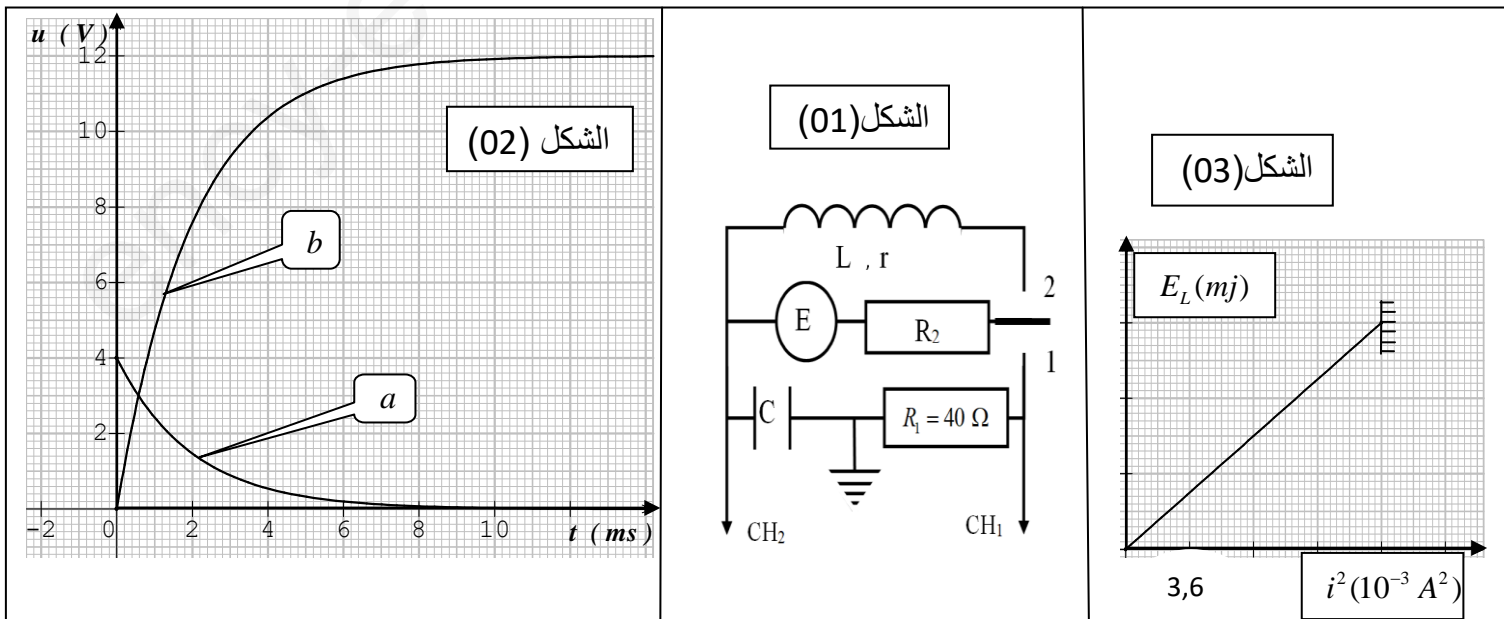 u ( V )
12
10
8
6
4
2
-2
0
2
4
6
8
10
t ( ms )
b
a
الشكل (02)
الشكل(01)
L , r
E
R₂
2
1
C
R₁ = 40 Ω
CH₂
CH₁
الشكل(03)
E_L(mj)
3,6
i²(10⁻³ A²)